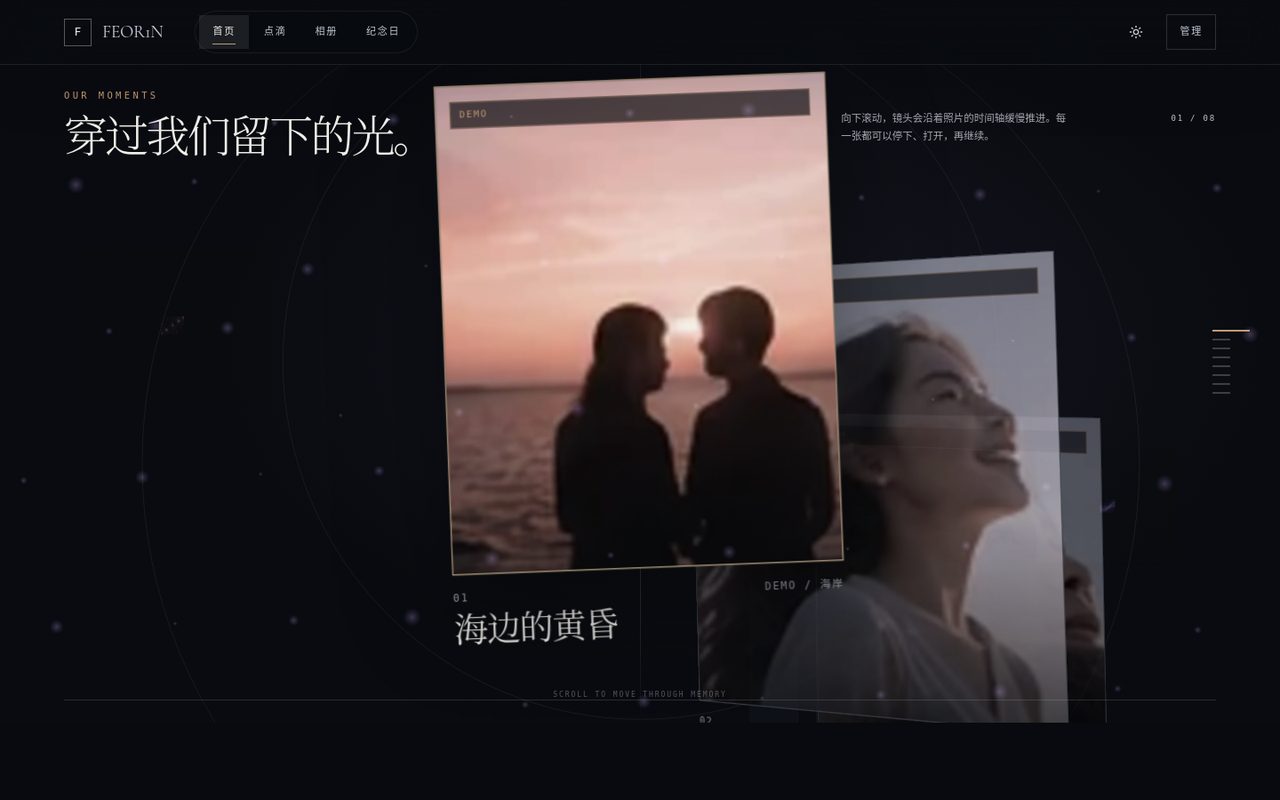 F
FEORiN
首页
点滴
相册
纪念日
管理
OUR MOMENTS
穿过我们留下的光。
DEMO
向下滚动，镜头会沿着照片的时间轴缓慢推进。每
一张都可以停下、打开，再继续。
01 / 08
01
DEMO / 海岸
海边的黄昏
SCROLL TO MOVE THROUGH MEMORY
02